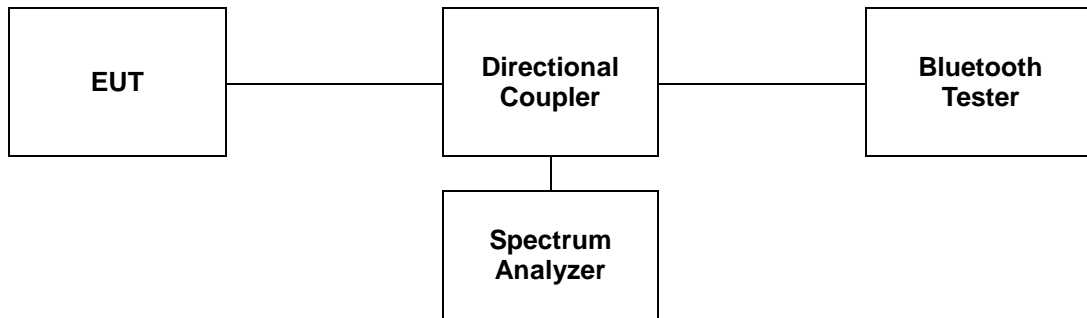 EUT
Directional
Coupler
Bluetooth
Tester
Spectrum
Analyzer